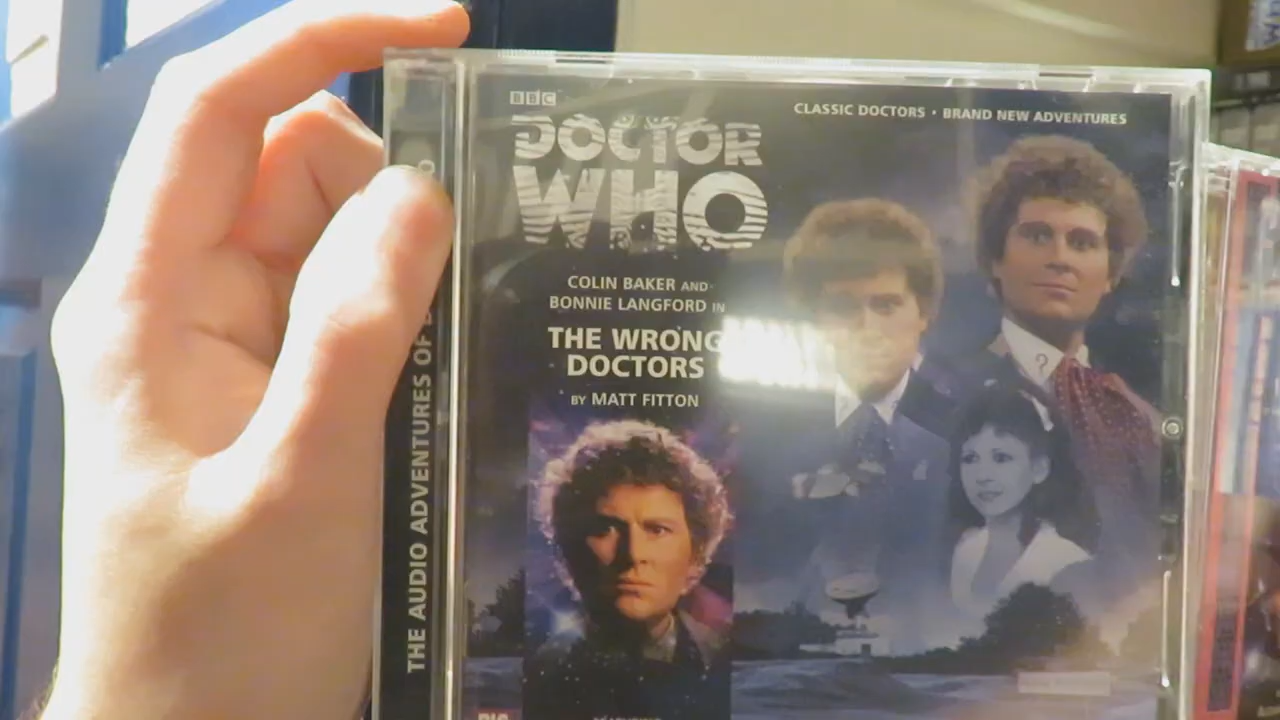 BBC
DOCTOR
WHO
CLASSIC DOCTORS • BRAND NEW ADVENTURES
COLIN BAKER AND
BONNIE LANGFORD IN
THE WRONG
DOCTORS
BY MATT FITTON
THE AUDIO ADVENTURES OF
BIG
?